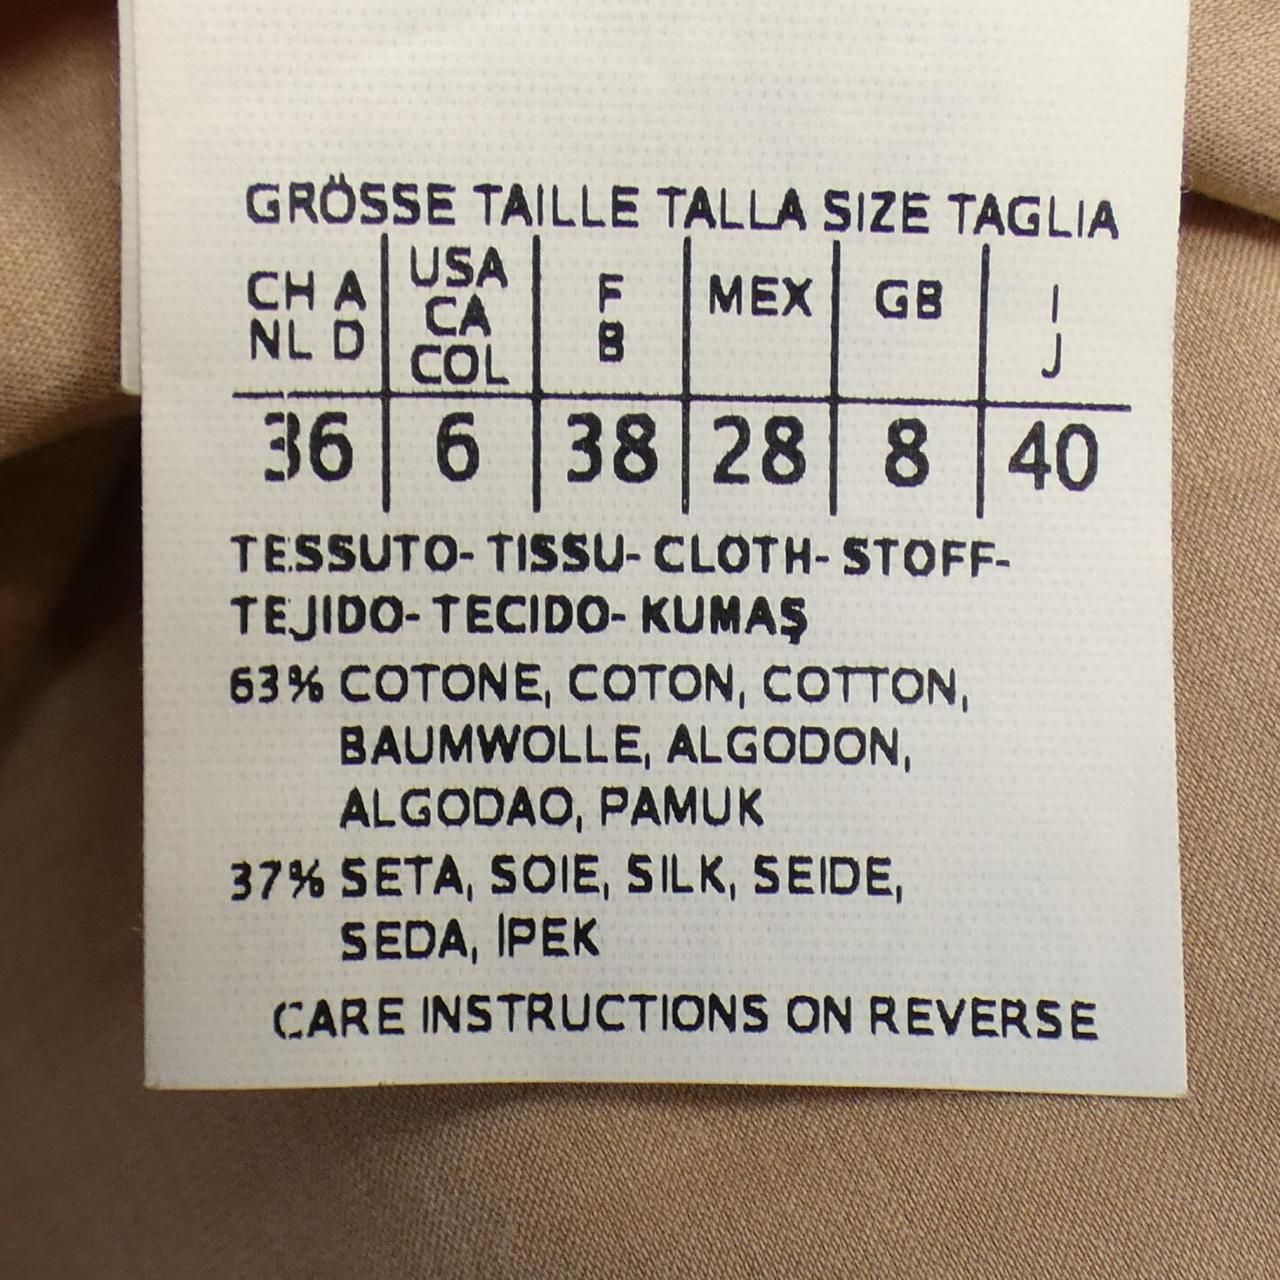 GRÖSSE TAILLE TALLA SIZE TAGLIA
CH A NL D | USA CA COL | F B | MEX | GB | I J
36 | 6 | 38 | 28 | 8 | 40
TESSUTO- TISSU- CLOTH- STOFF-
TEJIDO- TECIDO- KUMAŞ
63% COTONE, COTON, COTTON,
BAUMWOLLE, ALGODON,
ALGODAO, PAMUK
37% SETA, SOIE, SILK, SEIDE,
SEDA, İPEK
CARE INSTRUCTIONS ON REVERSE